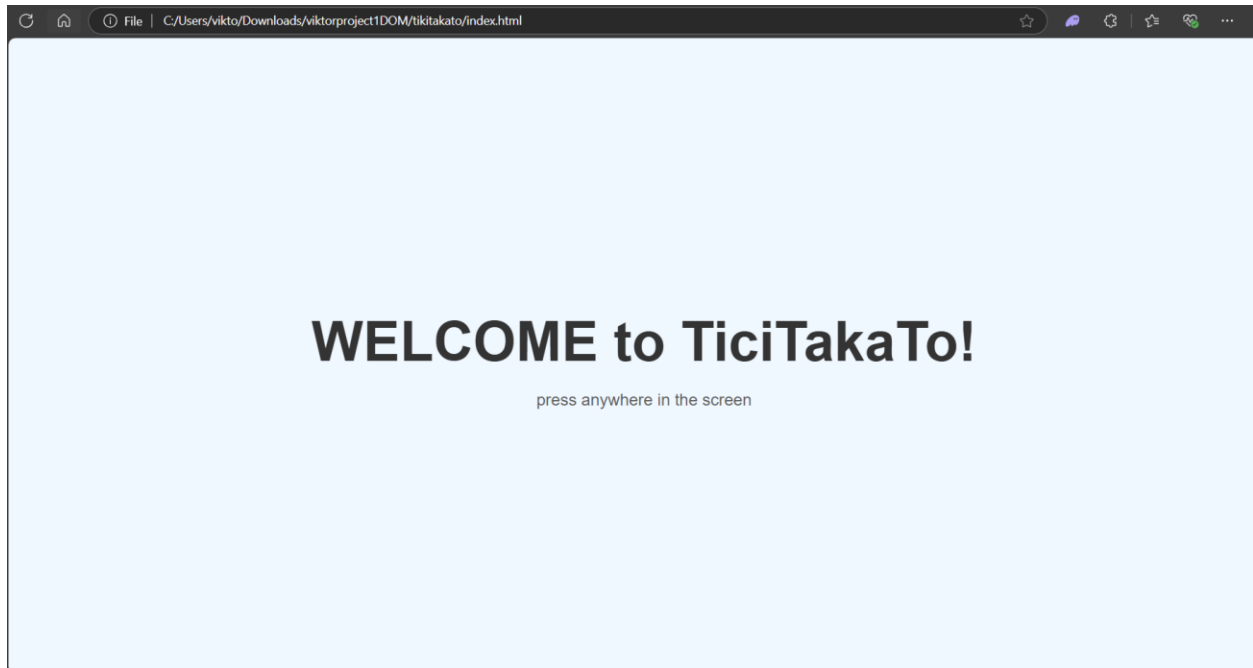 File C:/Users/vikto/Downloads/viktorproject1DOM/tikitakato/index.html
WELCOME to TiciTakaTo!
press anywhere in the screen